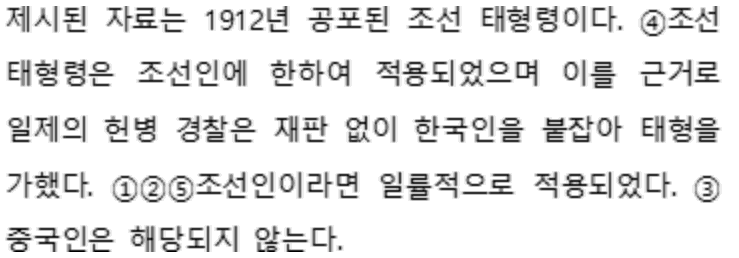 제시된 자료는 1912년 공포된 조선 태형령이다. ④조선
태형령은 조선인에 한하여 적용되었으며 이를 근거로
일제의 헌병 경찰은 재판 없이 한국인을 붙잡아 태형을
가했다. ①②⑤조선인이라면 일률적으로 적용되었다. ③
중국인은 해당되지 않는다.